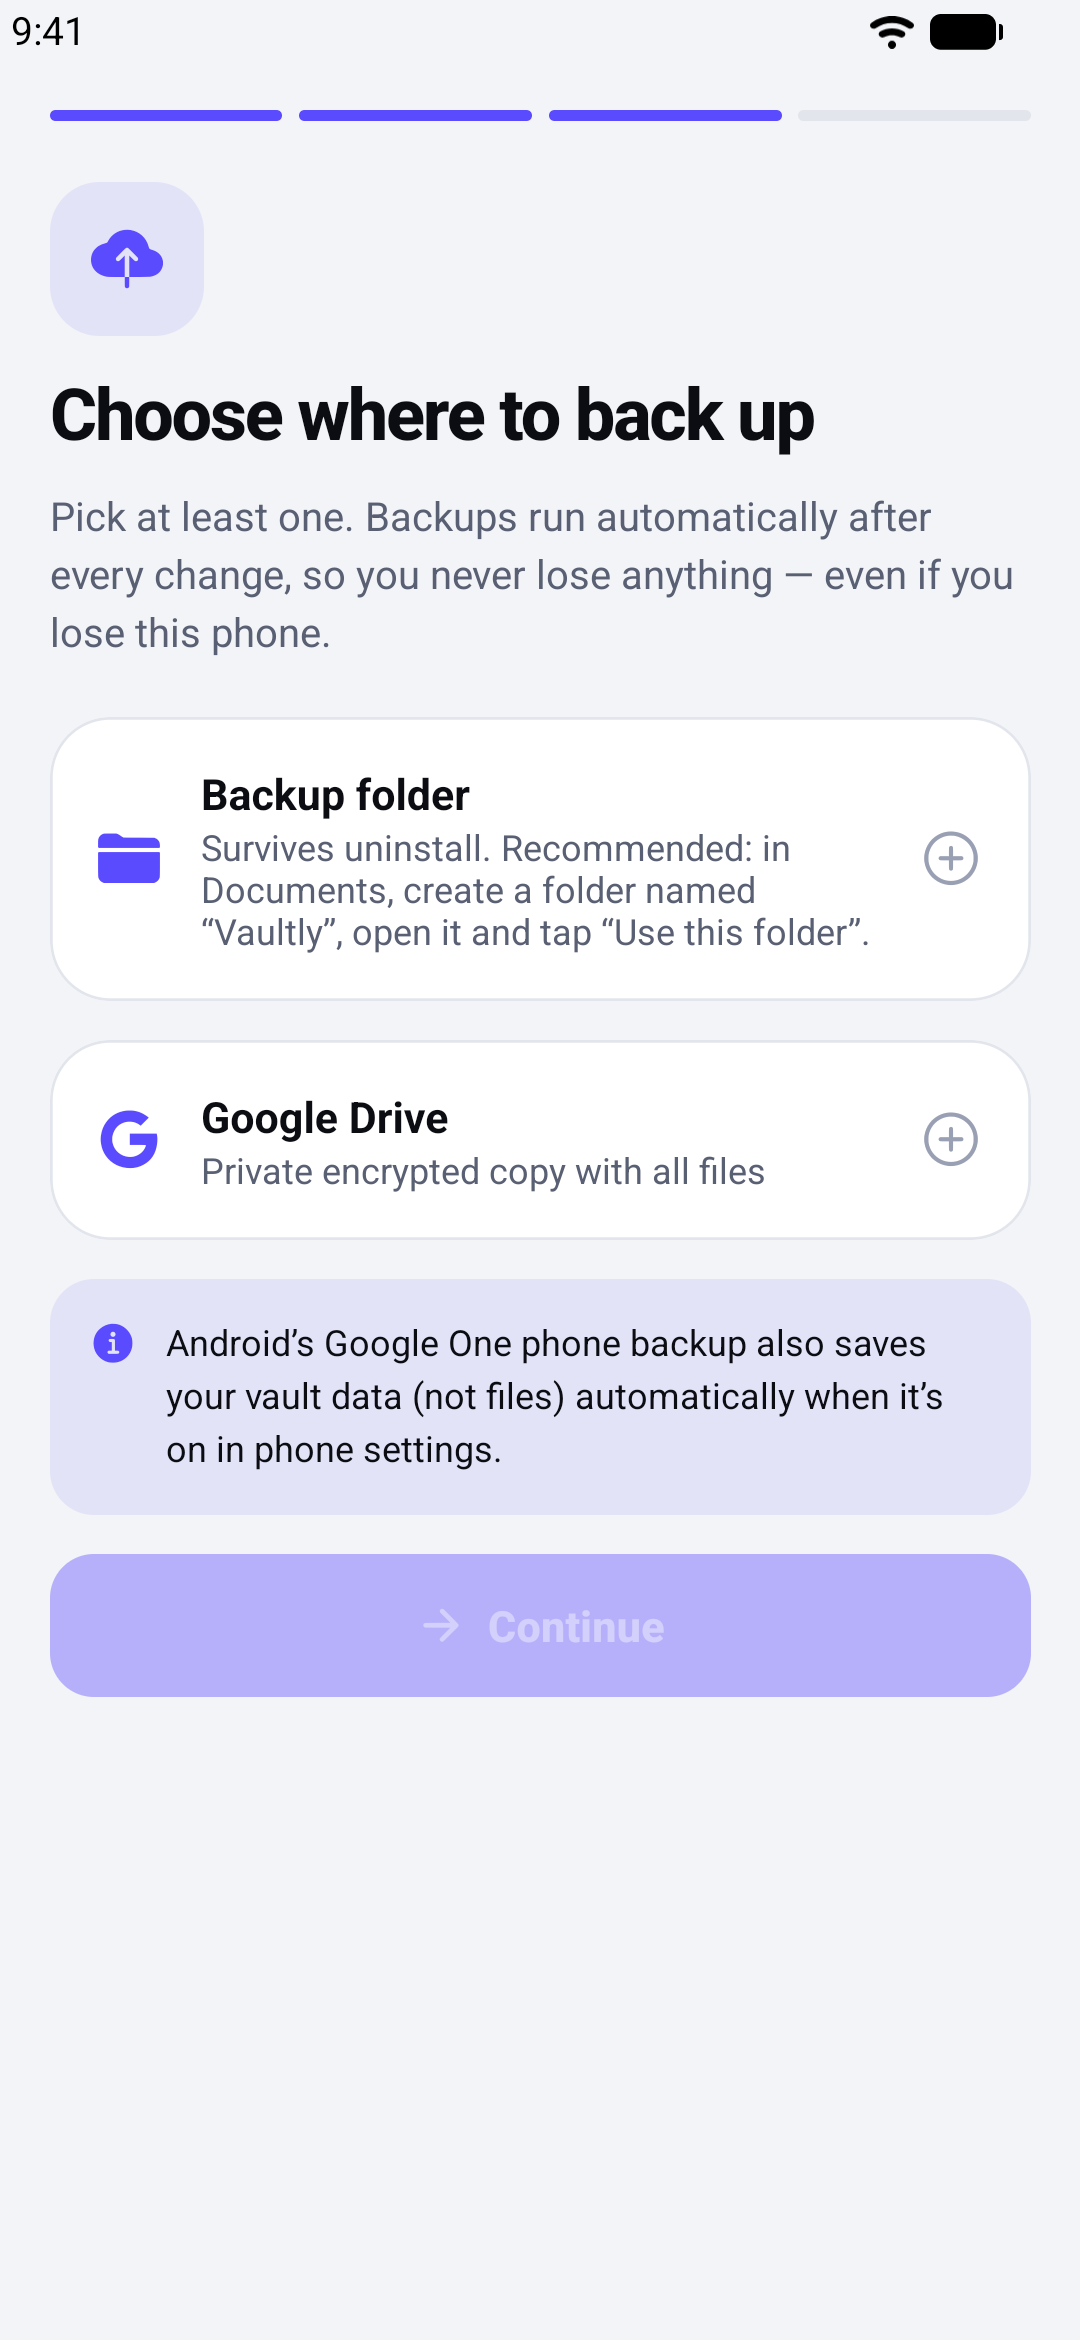 9:41
Choose where to back up
Pick at least one. Backups run automatically after
every change, so you never lose anything — even if you
lose this phone.
Backup folder
Survives uninstall. Recommended: in
Documents, create a folder named
“Vaultly”, open it and tap “Use this folder”.
Google Drive
Private encrypted copy with all files
Android’s Google One phone backup also saves
your vault data (not files) automatically when it’s
on in phone settings.
Continue